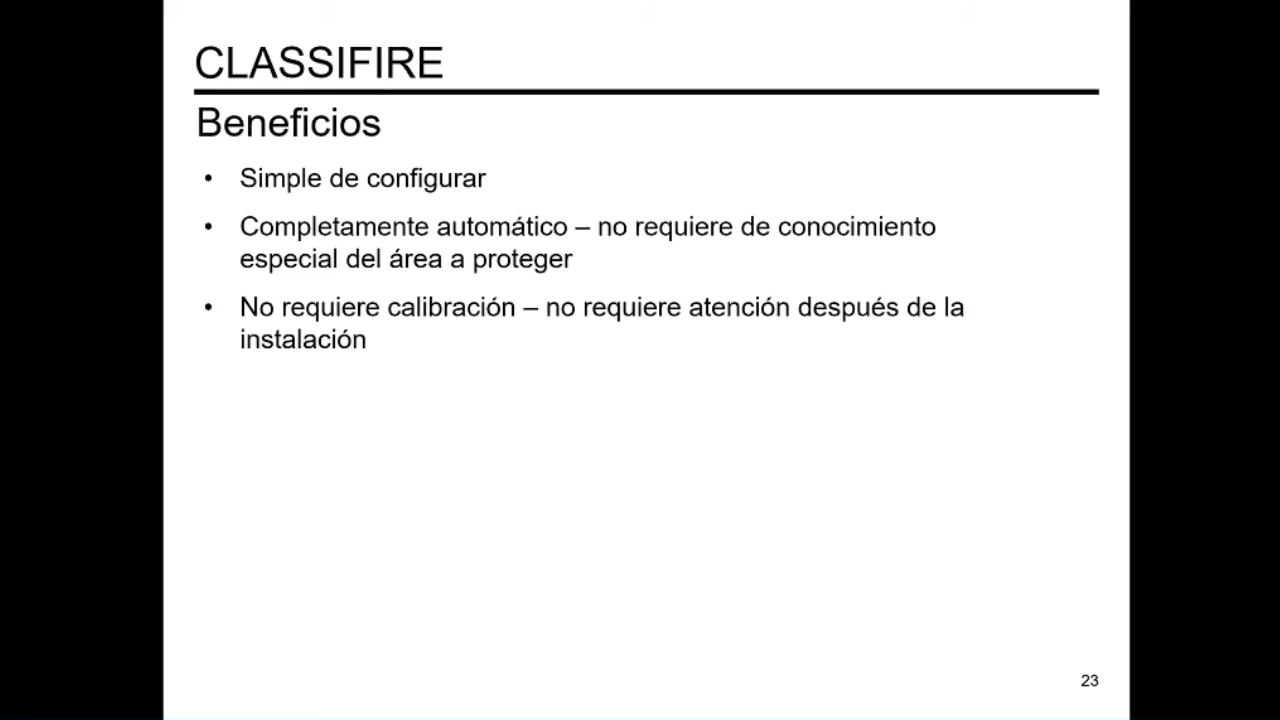 CLASSIFIRE
Beneficios
• Simple de configurar
• Completamente automático – no requiere de conocimiento
especial del área a proteger
• No requiere calibración – no requiere atención después de la
instalación
23